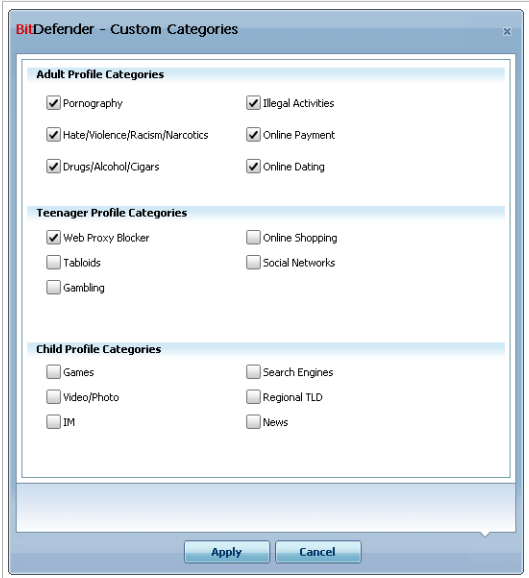 BitDefender - Custom Categories
Adult Profile Categories
Pornography Illegal Activities
Hate/Violence/Racism/Narcotics Online Payment
Drugs/Alcohol/Cigars Online Dating
Teenager Profile Categories
Web Proxy Blocker Online Shopping
Tabloids Social Networks
Gambling
Child Profile Categories
Games Search Engines
Video/Photo Regional TLD
IM News
Apply Cancel